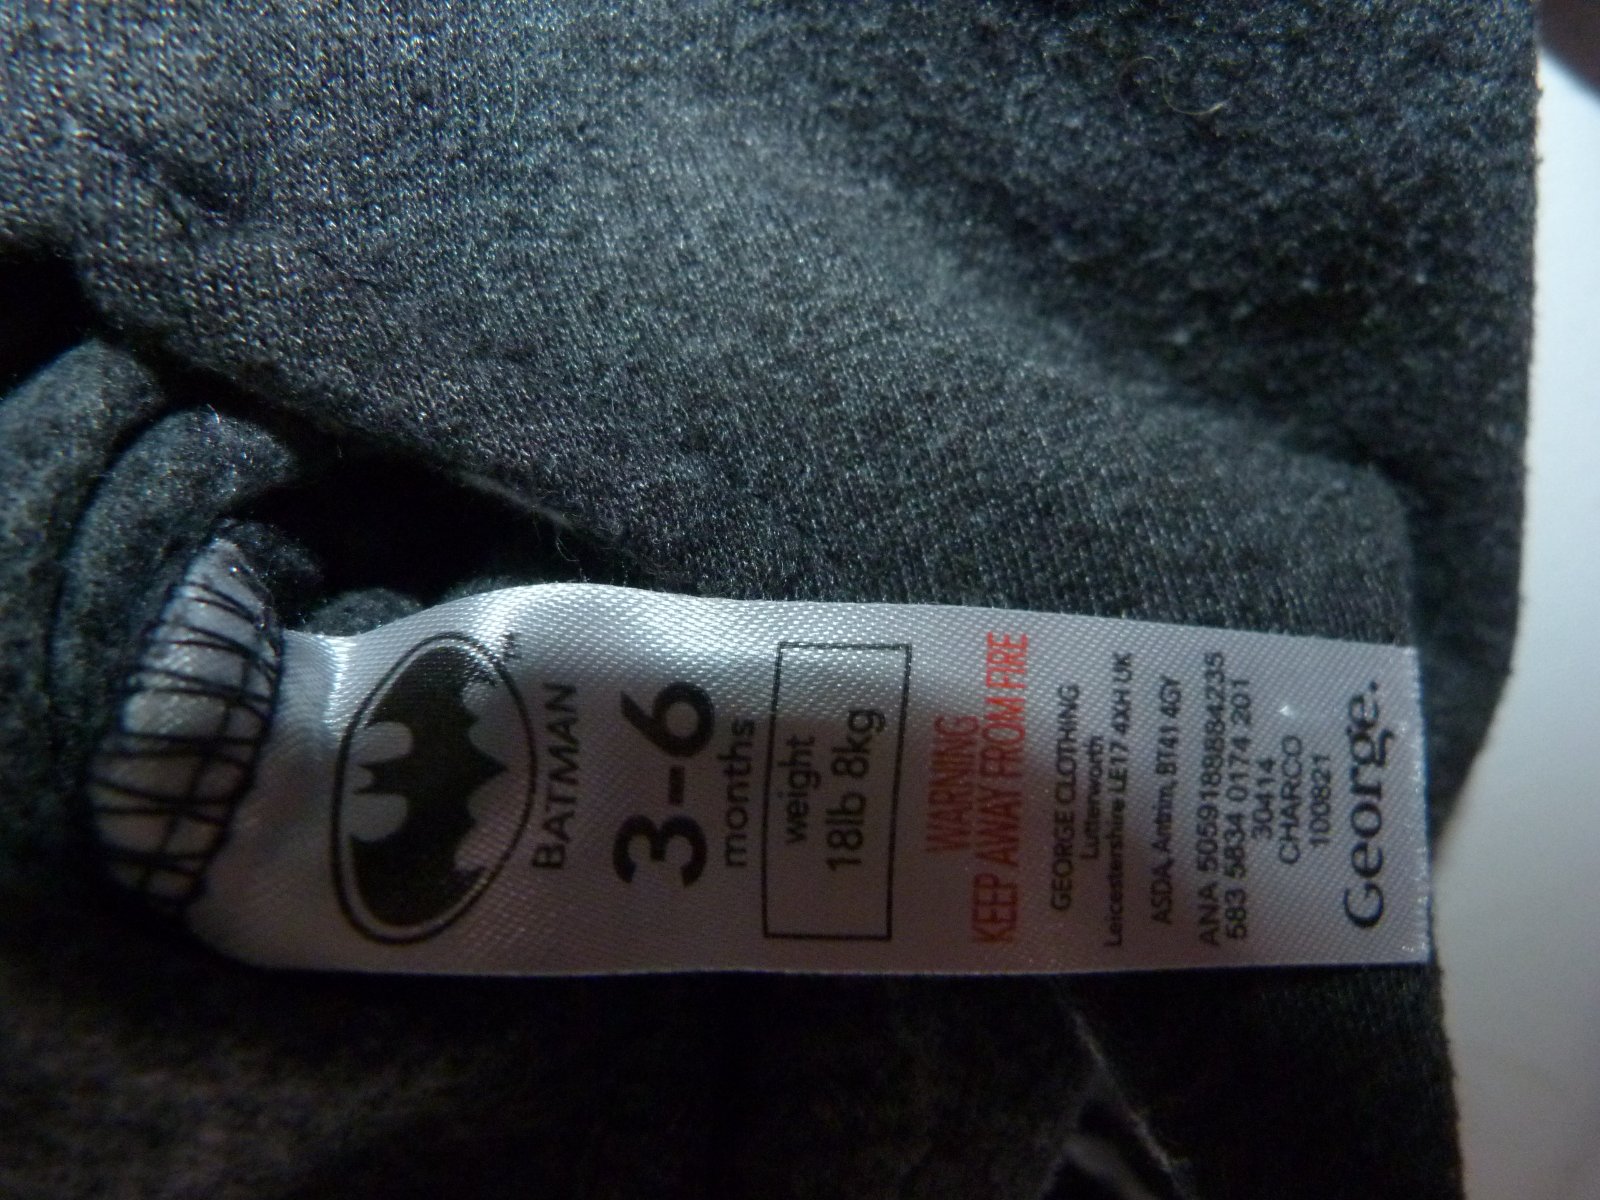 TM
BATMAN
3-6
months
weight
18lb 8kg
WARNING
KEEP AWAY FROM FIRE
GEORGE CLOTHING
Lutterworth
Leicestershire LE17 4XH UK
ASDA, Antrim, BT41 4GY
ANA 5059188884235
583 5834 0174 201
30414
CHARCO
100821
George.